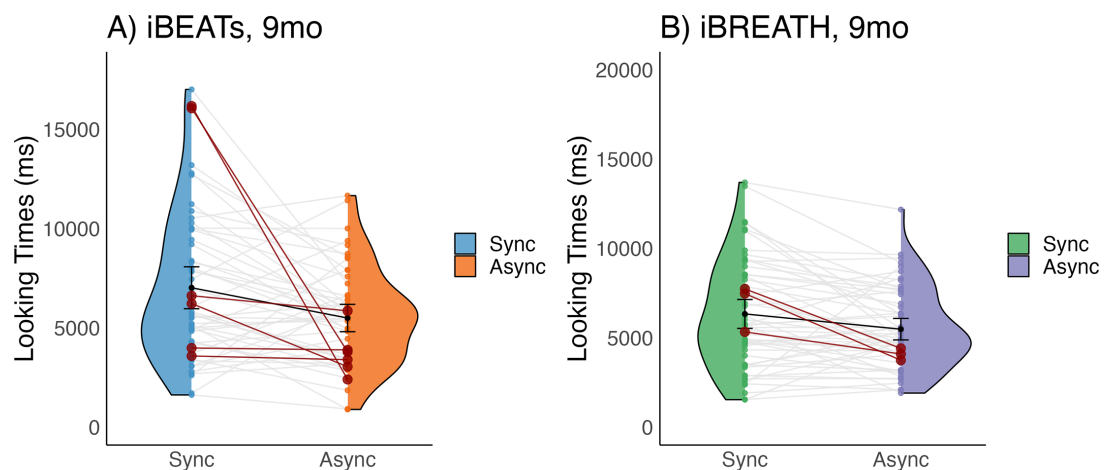 A) iBEATs, 9mo
Looking Times (ms)
15000
10000
5000
0
Sync
Async
Sync
Async
B) iBREATH, 9mo
Looking Times (ms)
20000
15000
10000
5000
0
Sync
Async
Sync
Async